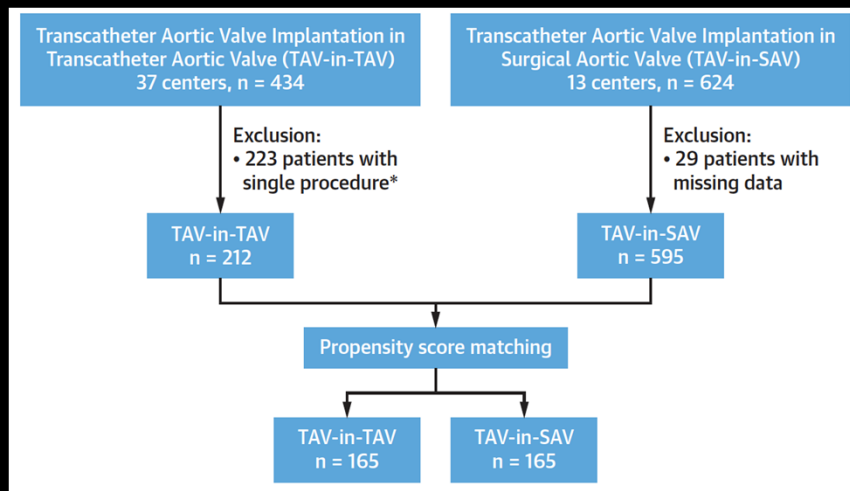 Transcatheter Aortic Valve Implantation in
Transcatheter Aortic Valve (TAV-in-TAV)
37 centers, n = 434
Transcatheter Aortic Valve Implantation in
Surgical Aortic Valve (TAV-in-SAV)
13 centers, n = 624
Exclusion:
• 223 patients with
single procedure*
Exclusion:
• 29 patients with
missing data
TAV-in-TAV
n = 212
TAV-in-SAV
n = 595
Propensity score matching
TAV-in-TAV
n = 165
TAV-in-SAV
n = 165